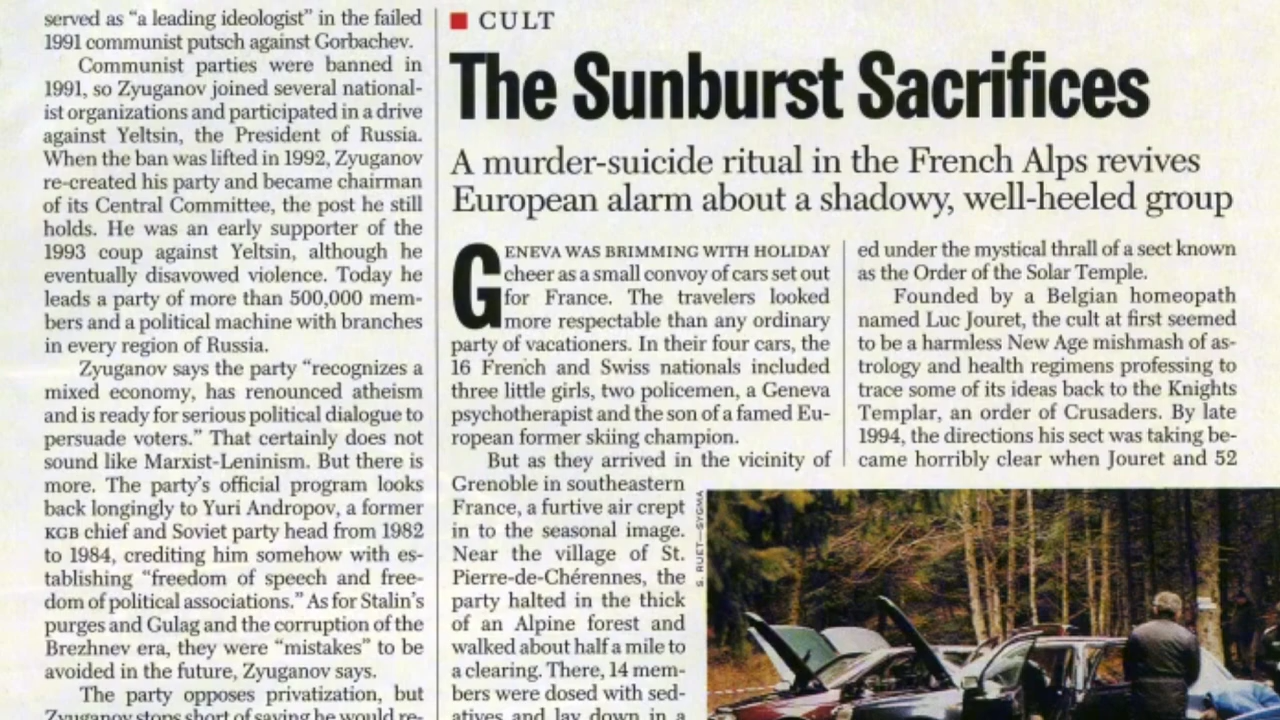 served as “a leading ideologist” in the failed
1991 communist putsch against Gorbachev.
Communist parties were banned in
1991, so Zyuganov joined several national-
ist organizations and participated in a drive
against Yeltsin, the President of Russia.
When the ban was lifted in 1992, Zyuganov
re-created his party and became chairman
of its Central Committee, the post he still
holds. He was an early supporter of the
1993 coup against Yeltsin, although he
eventually disavowed violence. Today he
leads a party of more than 500,000 mem-
bers and a political machine with branches
in every region of Russia.
Zyuganov says the party “recognizes a
mixed economy, has renounced atheism
and is ready for serious political dialogue to
persuade voters.” That certainly does not
sound like Marxist-Leninism. But there is
more. The party’s official program looks
back longingly to Yuri Andropov, a former
KGB chief and Soviet party head from 1982
to 1984, crediting him somehow with es-
tablishing “freedom of speech and free-
dom of political associations.” As for Stalin’s
purges and Gulag and the corruption of the
Brezhnev era, they were “mistakes” to be
avoided in the future, Zyuganov says.
The party opposes privatization, but
Zyuganov stops short of saying he would re-
CULT
The Sunburst Sacrifices
A murder-suicide ritual in the French Alps revives
European alarm about a shadowy, well-heeled group
GENEVA WAS BRIMMING WITH HOLIDAY
cheer as a small convoy of cars set out
for France. The travelers looked
more respectable than any ordinary
party of vacationers. In their four cars, the
16 French and Swiss nationals included
three little girls, two policemen, a Geneva
psychotherapist and the son of a famed Eu-
ropean former skiing champion.
But as they arrived in the vicinity of
Grenoble in southeastern
France, a furtive air crept
in to the seasonal image.
Near the village of St.
Pierre-de-Chérennes, the
party halted in the thick
of an Alpine forest and
walked about half a mile to
a clearing. There, 14 mem-
bers were dosed with sed-
atives and lay down in a
ed under the mystical thrall of a sect known
as the Order of the Solar Temple.
Founded by a Belgian homeopath
named Luc Jouret, the cult at first seemed
to be a harmless New Age mishmash of as-
trology and health regimens professing to
trace some of its ideas back to the Knights
Templar, an order of Crusaders. By late
1994, the directions his sect was taking be-
came horribly clear when Jouret and 52
S. RUET—SYGMA